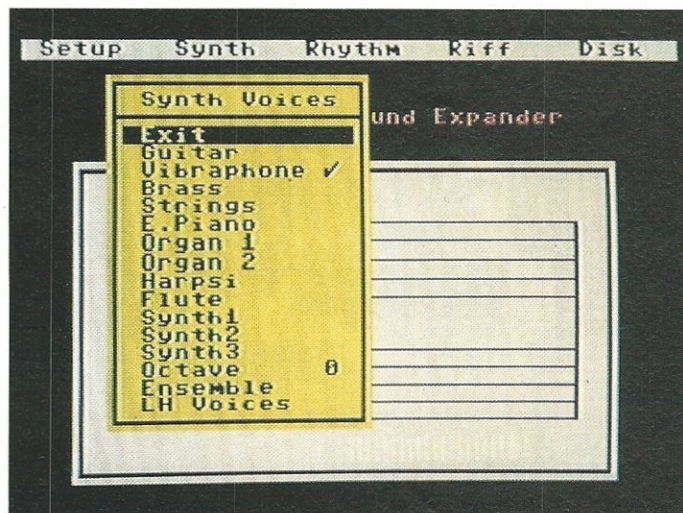 Setup Synth Rhythm Riff Disk
Synth Voices
und Expander
Exit
Guitar
Vibraphone ✓
Brass
Strings
E.Piano
Organ 1
Organ 2
Harpsi
Flute
Synth1
Synth2
Synth3
Octave 0
Ensemble
LH Voices